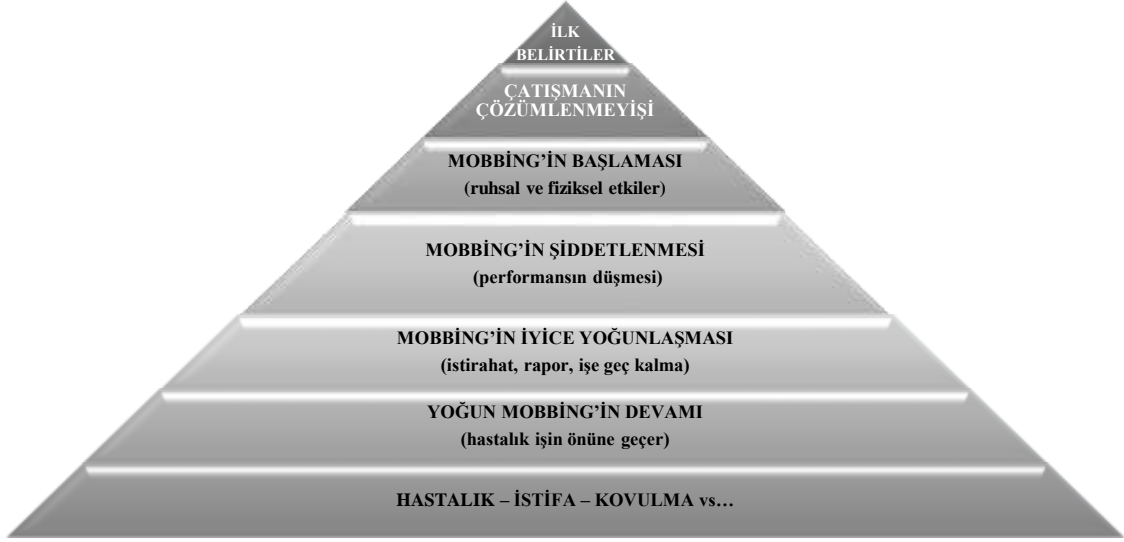 İLK
BELİRTİLER
ÇATIŞMANIN
ÇÖZÜMLENMEYİŞİ
MOBBİNG’İN BAŞLAMASI
(ruhsal ve fiziksel etkiler)
MOBBİNG’İN ŞİDDETLENMESİ
(performansın düşmesi)
MOBBİNG’İN İYİCE YOĞUNLAŞMASI
(istirahat, rapor, işe geç kalma)
YOĞUN MOBBİNG’İN DEVAMI
(hastalık işin önüne geçer)
HASTALIK – İSTİFA – KOVULMA vs…